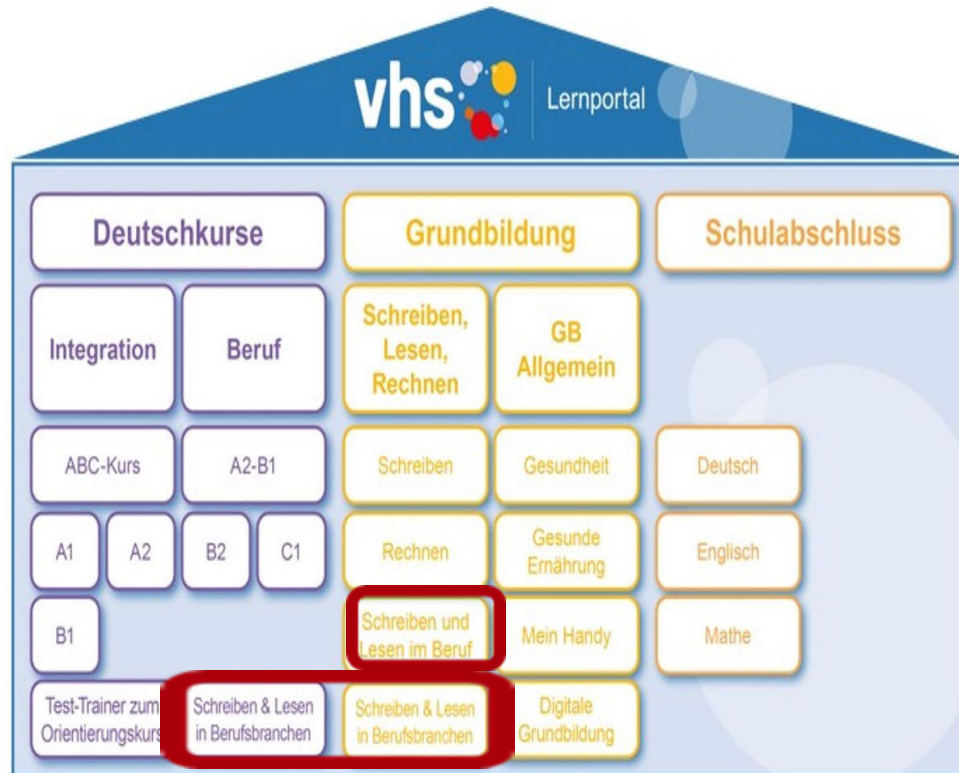 vhs
Lernportal
Deutschkurse
Grundbildung
Schulabschluss
Integration
Beruf
Schreiben,
Lesen,
Rechnen
GB
Allgemein
ABC-Kurs
A2-B1
Schreiben
Gesundheit
Deutsch
A1
A2
B2
C1
Rechnen
Gesunde
Ernährung
Englisch
B1
Schreiben und
Lesen im Beruf
Mein Handy
Mathe
Test-Trainer zum
Orientierungskurs
Schreiben & Lesen
in Berufsbranchen
Schreiben & Lesen
in Berufsbranchen
Digitale
Grundbildung